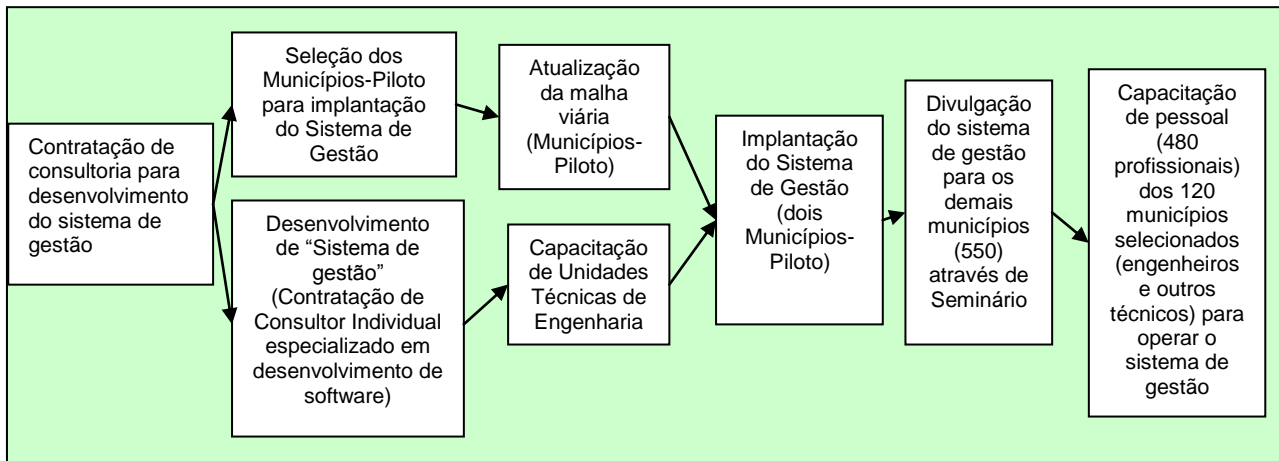 Contratação de
consultoria para
desenvolvimento
do sistema de
gestão
Seleção dos
Municípios-Piloto
para implantação
do Sistema de
Gestão
Desenvolvimento
de “Sistema de
gestão”
(Contratação de
Consultor Individual
especializado em
desenvolvimento de
software)
Atualização
da malha
viária
(Municípios-
Piloto)
Capacitação
de Unidades
Técnicas de
Engenharia
Implantação
do Sistema
de Gestão
(dois
Municípios-
Piloto)
Divulgação
do sistema
de gestão
para os
demais
municípios
(550)
através de
Seminário
Capacitação
de pessoal
(480
profissionais)
dos 120
municípios
selecionados
(engenheiros
e outros
técnicos) para
operar o
sistema de
gestão